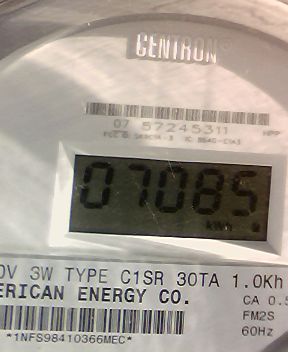 CENTRON
07 57245311
07085
kWh
0V 3W TYPE C1SR 30TA 1.0Kh
ERICAN ENERGY CO.
CA 0.5
FM2S
*1NFS98410366MEC*
60Hz